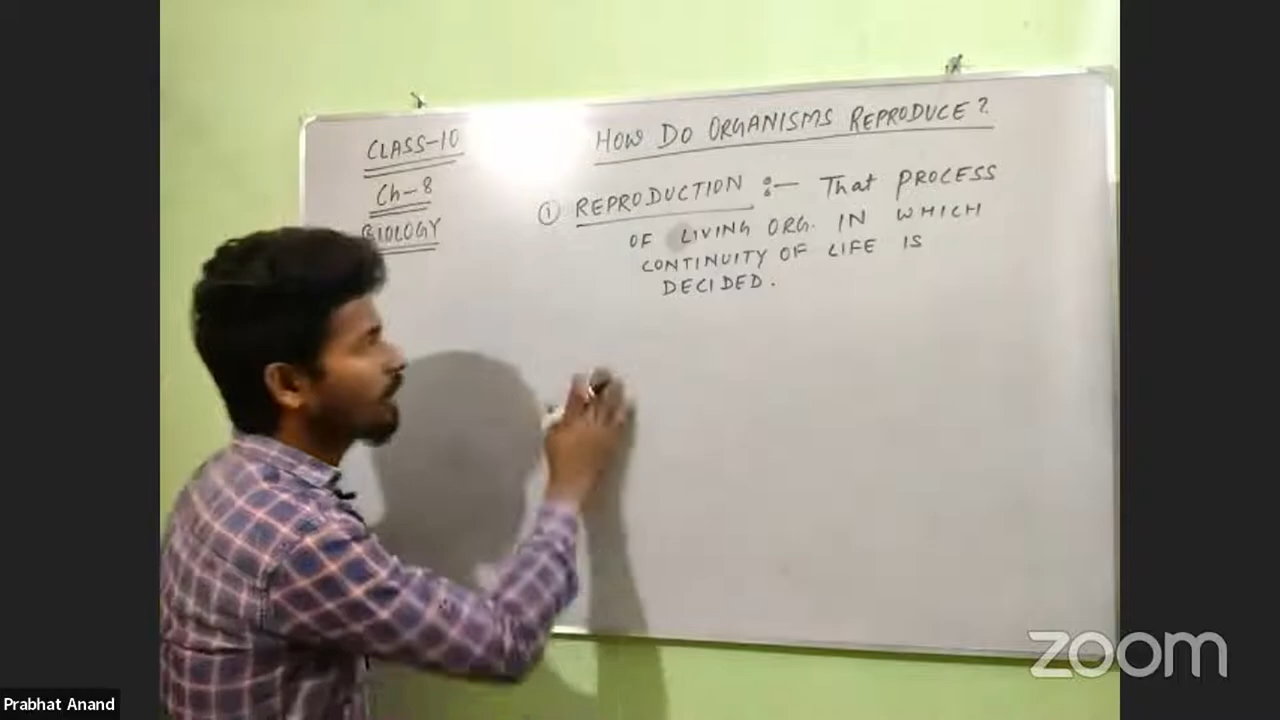 CLASS-10
Ch-8
BIOLOGY
HOW DO ORGANISMS REPRODUCE?
① REPRODUCTION :— That PROCESS
OF LIVING ORG. IN WHICH
CONTINUITY OF LIFE IS
DECIDED.
zoom
Prabhat Anand